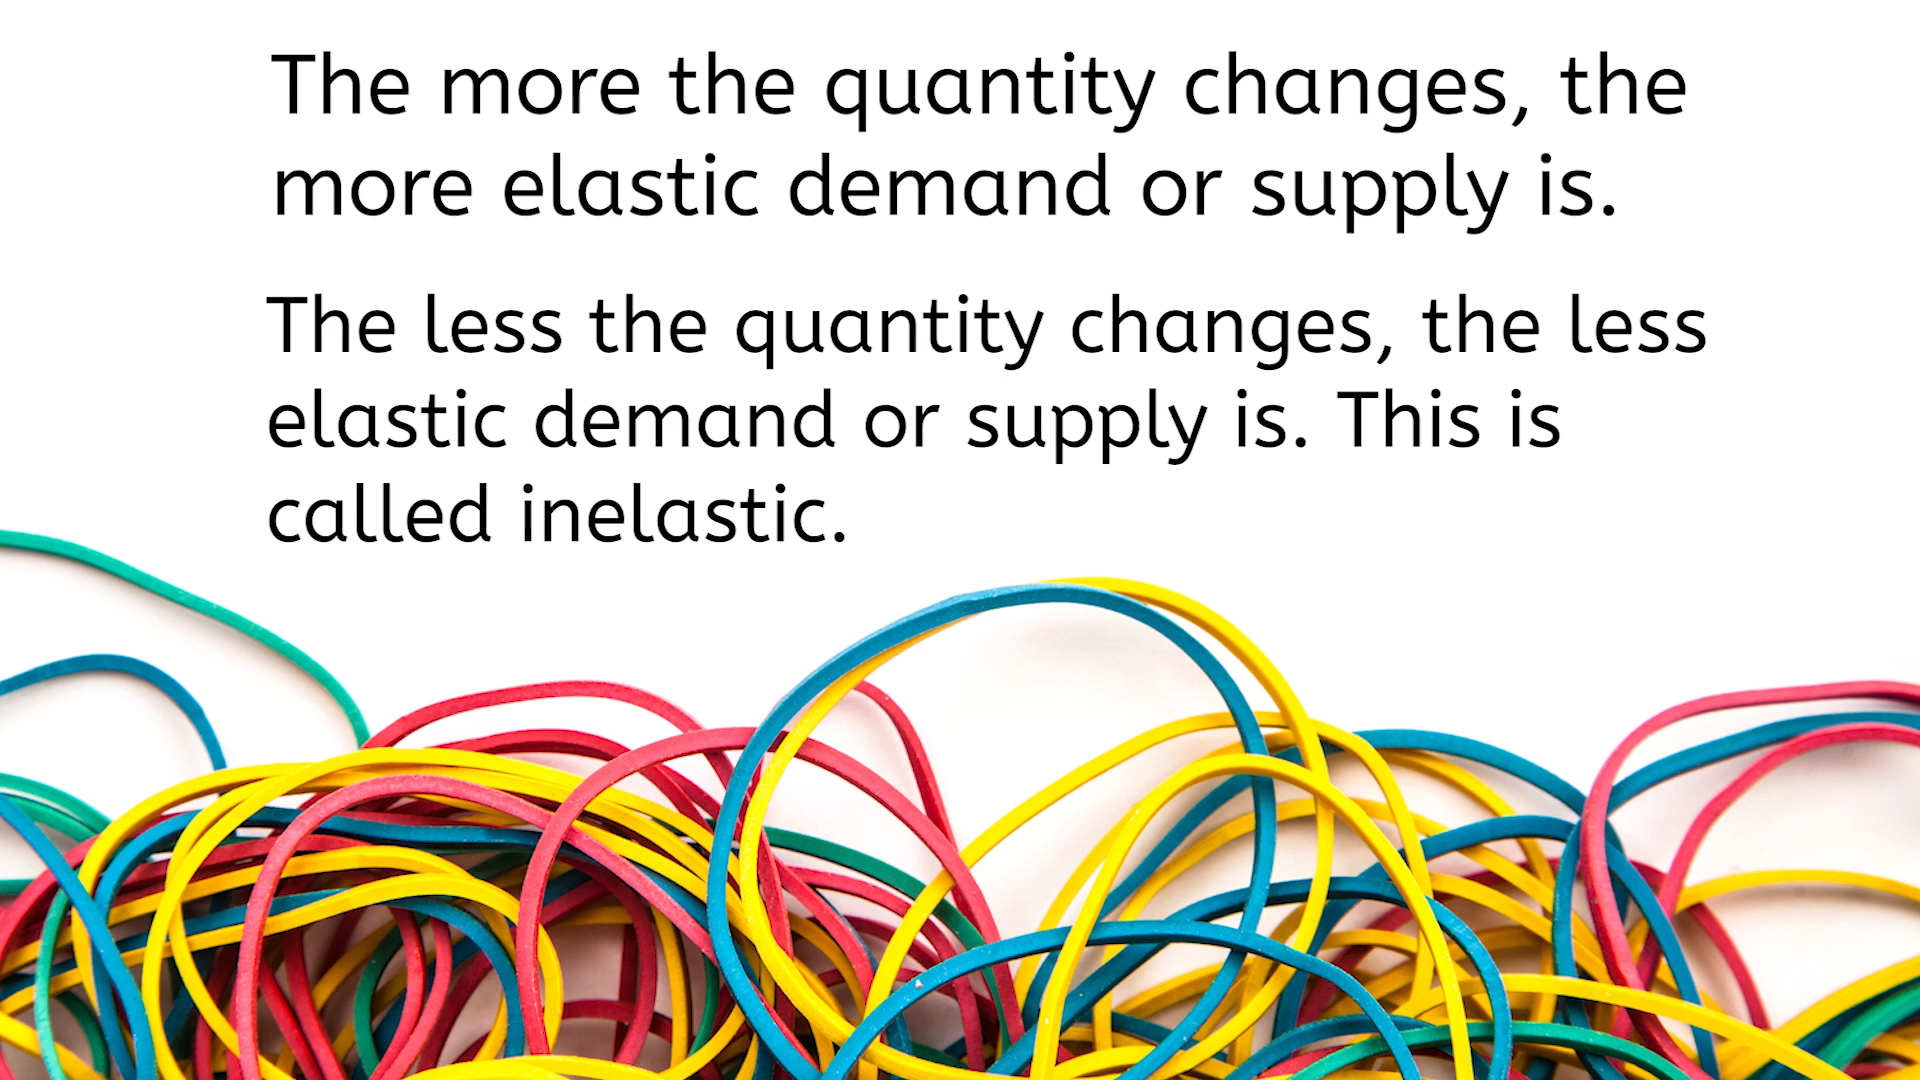 The more the quantity changes, the
more elastic demand or supply is.
The less the quantity changes, the less
elastic demand or supply is. This is
called inelastic.